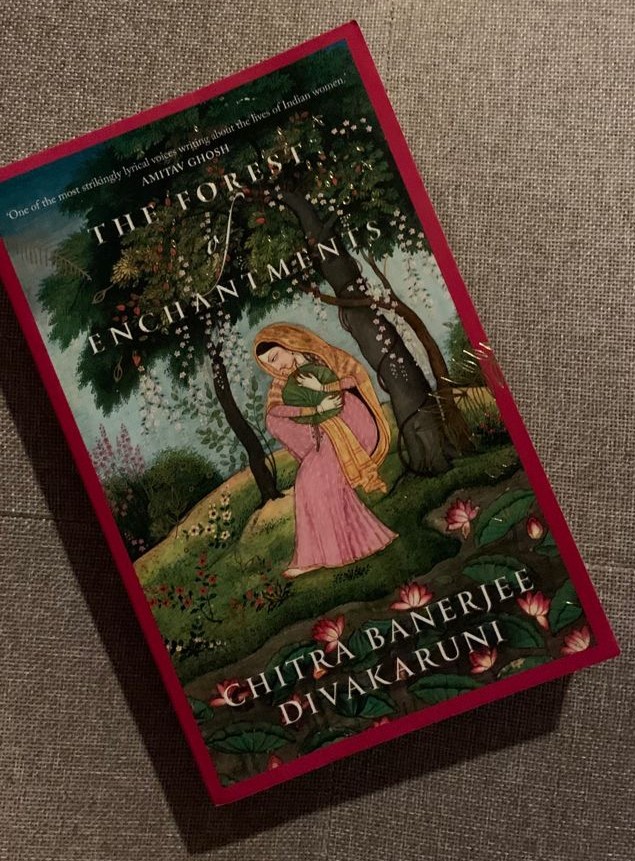 'One of the most strikingly lyrical voices writing about the lives of Indian women.'
AMITAV GHOSH
THE FOREST
of
ENCHANTMENTS
CHITRA BANERJEE
DIVAKARUNI